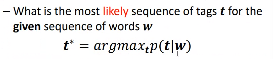 – What is the most likely sequence of tags t for the
given sequence of words w
t* = argmaxₜp(t|w)